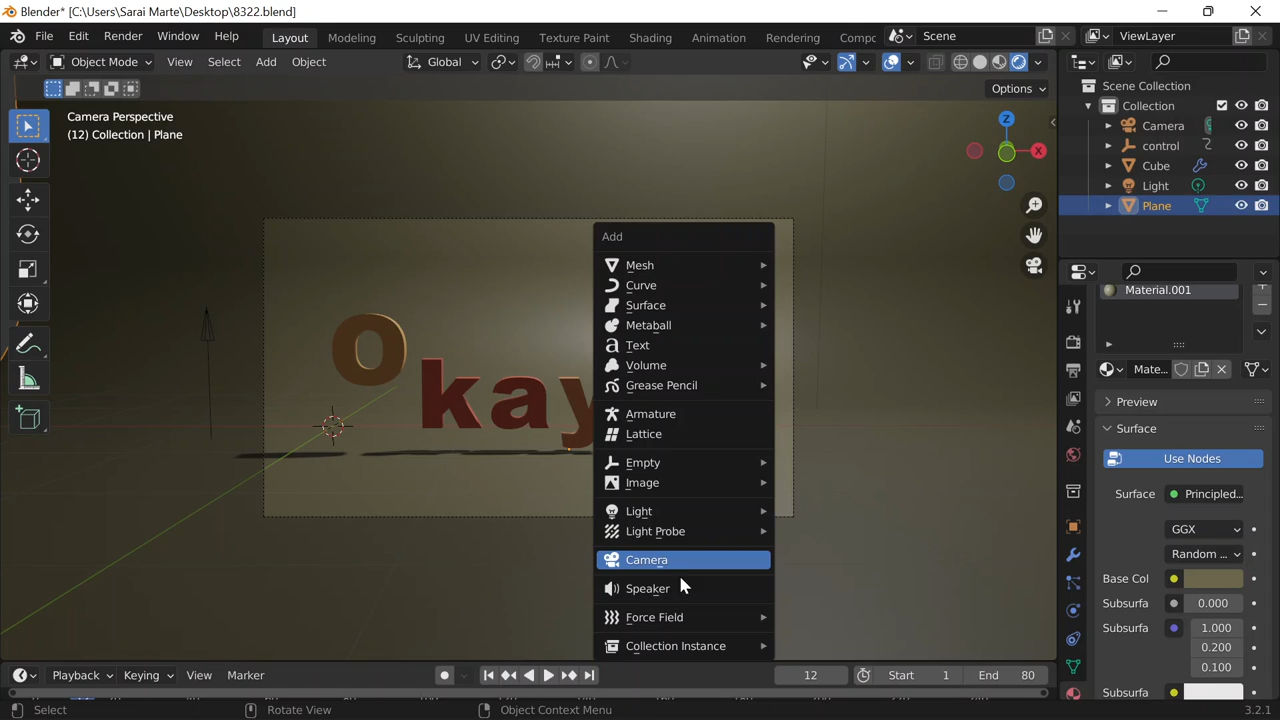 Blender* [C:\Users\Sarai Marte\Desktop\8322.blend]
File Edit Render Window Help Layout Modeling Sculpting UV Editing Texture Paint Shading Animation Rendering Compc Scene ViewLayer
Object Mode View Select Add Object Global
Options
Camera Perspective
(12) Collection | Plane
Z
X
Okay
Add
Mesh
Curve
Surface
Metaball
Text
Volume
Grease Pencil
Armature
Lattice
Empty
Image
Light
Light Probe
Camera
Speaker
Force Field
Collection Instance
Scene Collection
Collection
Camera
control
Cube
Light
Plane
Material.001
Mate...
Preview
Surface
Use Nodes
Surface Principled...
GGX
Random ...
Base Col
Subsurfa 0.000
Subsurfa 1.000
0.200
0.100
Subsurfa
Playback Keying View Marker 12 Start 1 End 80
Select Rotate View Object Context Menu 3.2.1